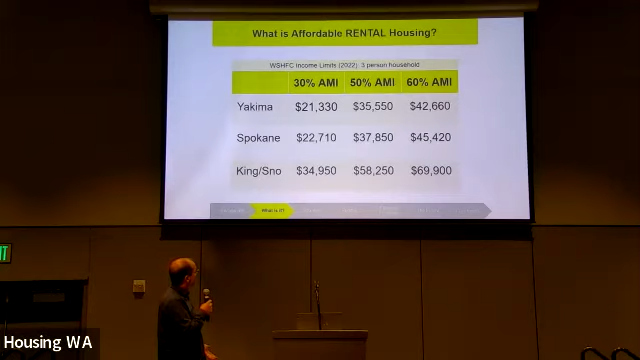 What is Affordable RENTAL Housing?
WSHFC Income Limits (2022): 3 person household
30% AMI 50% AMI 60% AMI
Yakima $21,330 $35,550 $42,660
Spokane $22,710 $37,850 $45,420
King/Sno $34,950 $58,250 $69,900
What is it?
Housing WA